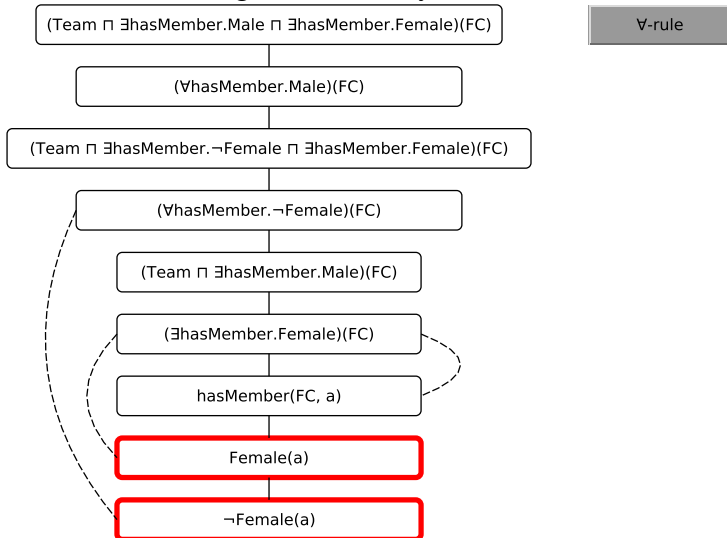 (Team ⊓ ∃hasMember.Male ⊓ ∃hasMember.Female)(FC)
∀-rule
(∀hasMember.Male)(FC)
(Team ⊓ ∃hasMember.¬Female ⊓ ∃hasMember.Female)(FC)
(∀hasMember.¬Female)(FC)
(Team ⊓ ∃hasMember.Male)(FC)
(∃hasMember.Female)(FC)
hasMember(FC, a)
Female(a)
¬Female(a)